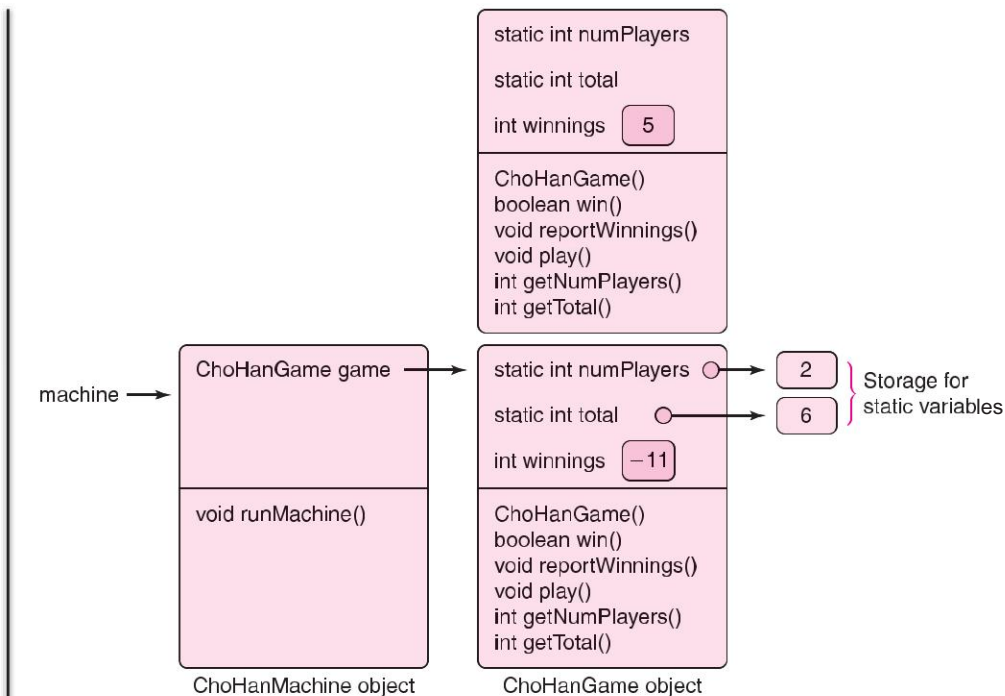 static int numPlayers
static int total
int winnings 5
ChoHanGame()
boolean win()
void reportWinnings()
void play()
int getNumPlayers()
int getTotal()
machine
ChoHanGame game
void runMachine()
ChoHanMachine object
static int numPlayers
static int total
int winnings −11
ChoHanGame()
boolean win()
void reportWinnings()
void play()
int getNumPlayers()
int getTotal()
ChoHanGame object
2
6
Storage for
static variables